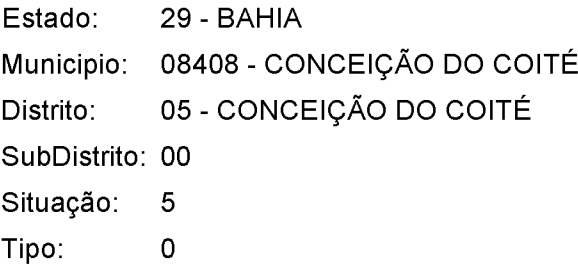 Estado: 29 - BAHIA
Municipio: 08408 - CONCEIÇÃO DO COITÉ
Distrito: 05 - CONCEIÇÃO DO COITÉ
SubDistrito: 00
Situação: 5
Tipo: 0